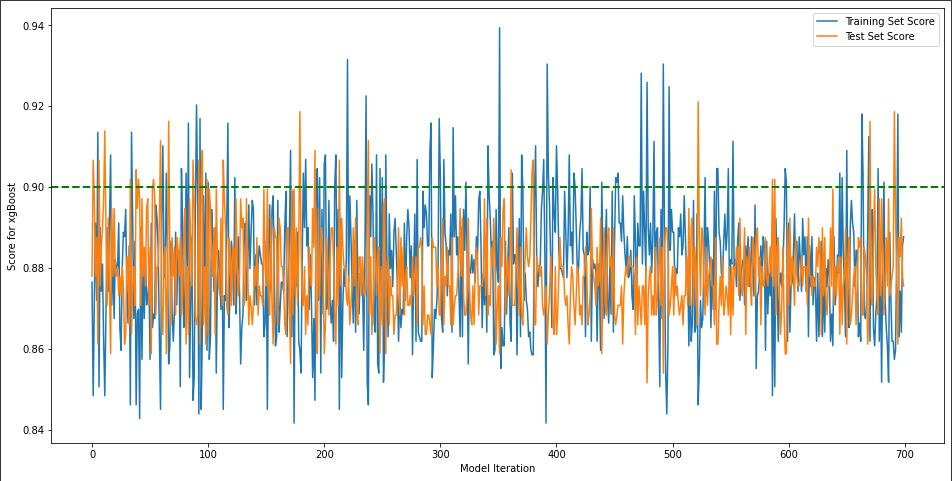 Training Set Score
Test Set Score
0.94
0.92
0.90
0.88
0.86
0.84
Score for xgBoost
0 100 200 300 400 500 600 700
Model Iteration